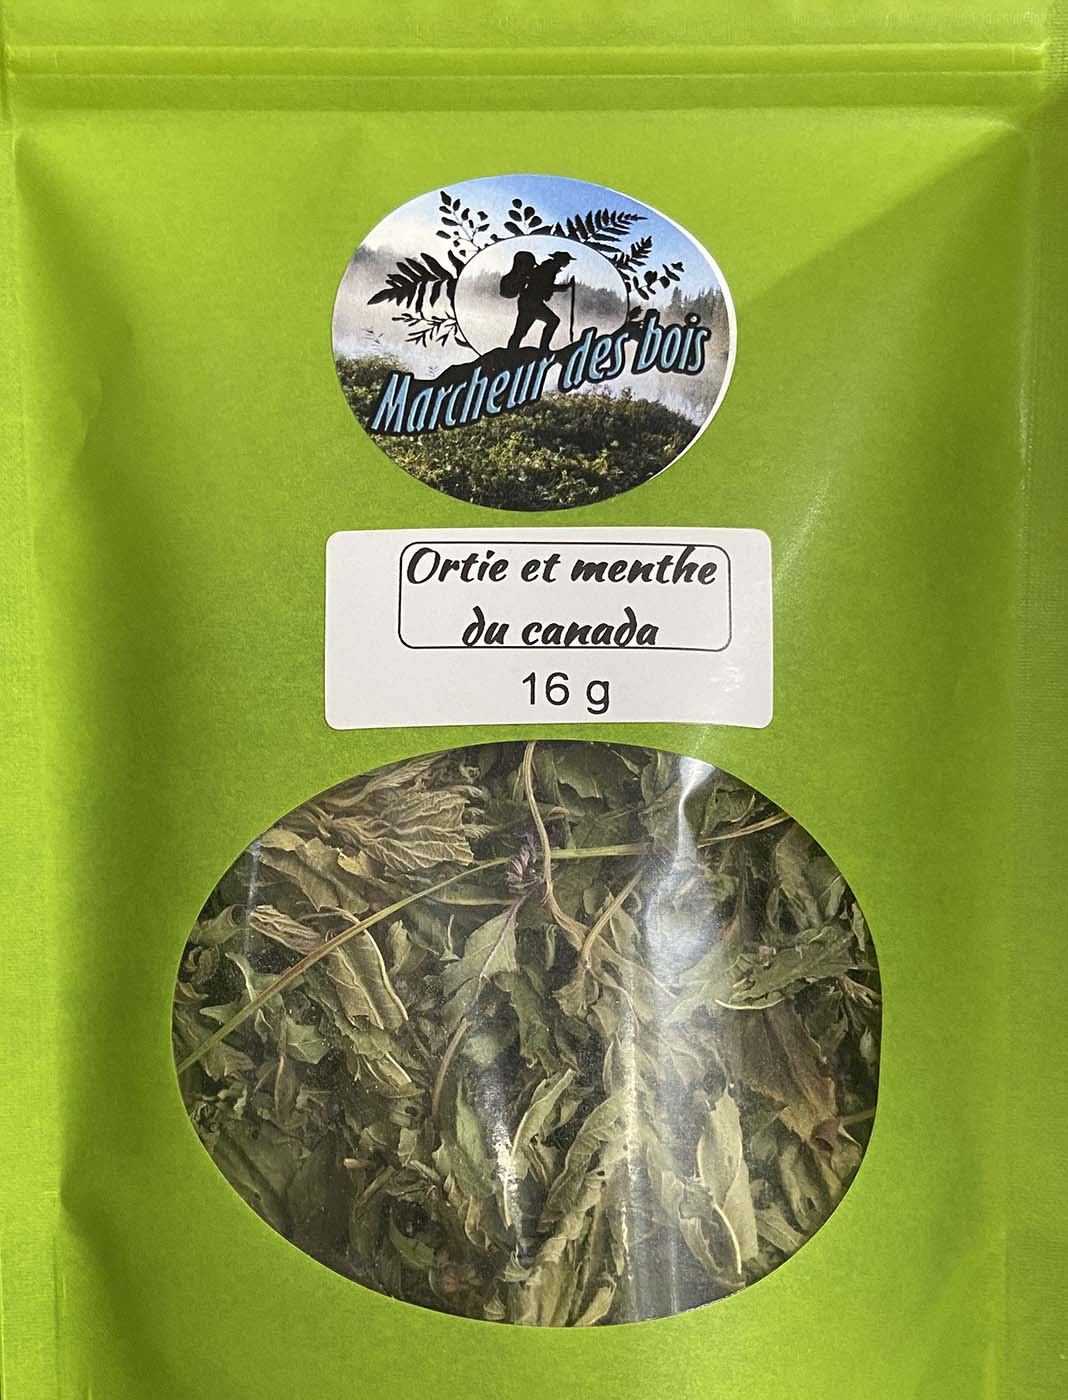 Marcheur des bois
Ortie et menthe
du canada
16 g